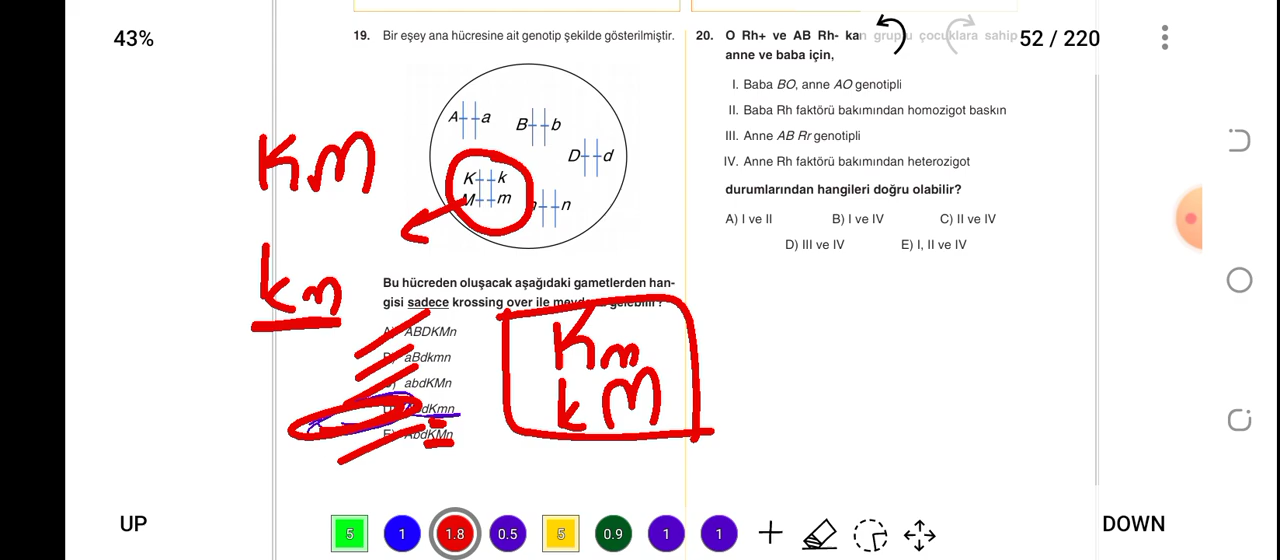 43%
52 / 220
19. Bir eşey ana hücresine ait genotip şekilde gösterilmiştir.
A a
B b
D d
K k
M m
n
KM
km
Bu hücreden oluşacak aşağıdaki gametlerden han-
gisi sadece krossing over ile meydana gelebilir?
ABDKMn
aBdkmn
abdKMn
dKmn
E) AbdKMn
Km
kM
20. O Rh+ ve AB Rh- kan gruplu çocuklara sahip
anne ve baba için,
I. Baba BO, anne AO genotipli
II. Baba Rh faktörü bakımından homozigot baskın
III. Anne AB Rr genotipli
IV. Anne Rh faktörü bakımından heterozigot
durumlarından hangileri doğru olabilir?
A) I ve II B) I ve IV C) II ve IV
D) III ve IV E) I, II ve IV
UP
5 1 1.8 0.5 5 0.9 1 1
DOWN